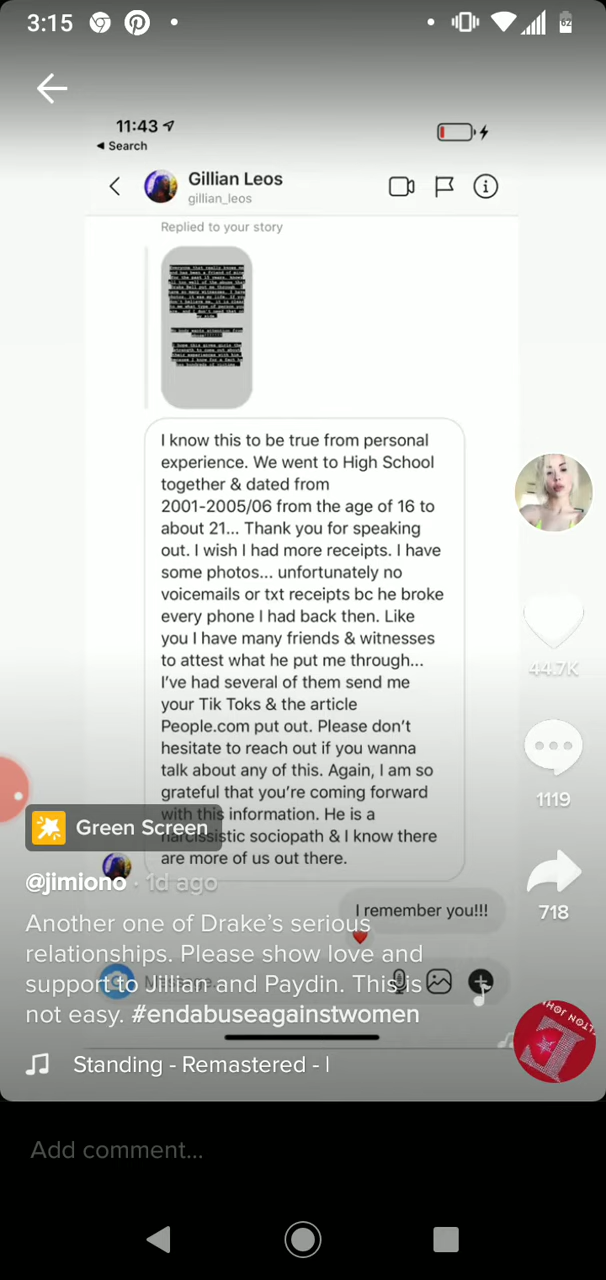 3:15
62
11:43
◂ Search
Gillian Leos
gillian_leos
Replied to your story
I know this to be true from personal
experience. We went to High School
together & dated from
2001-2005/06 from the age of 16 to
about 21... Thank you for speaking
out. I wish I had more receipts. I have
some photos... unfortunately no
voicemails or txt receipts bc he broke
every phone I had back then. Like
you I have many friends & witnesses
to attest what he put me through...
I've had several of them send me
your Tik Toks & the article
People.com put out. Please don't
hesitate to reach out if you wanna
talk about any of this. Again, I am so
grateful that you're coming forward
with this information. He is a
narcissistic sociopath & I know there
are more of us out there.
44.7K
1119
718
Green Screen
@jimiono · 1d ago
I remember you!!!
Another one of Drake's serious
relationships. Please show love and
support to Jillian and Paydin. This is
not easy. #endabuseagainstwomen
Message...
Standing - Remastered - |
LTON JOH
Add comment...